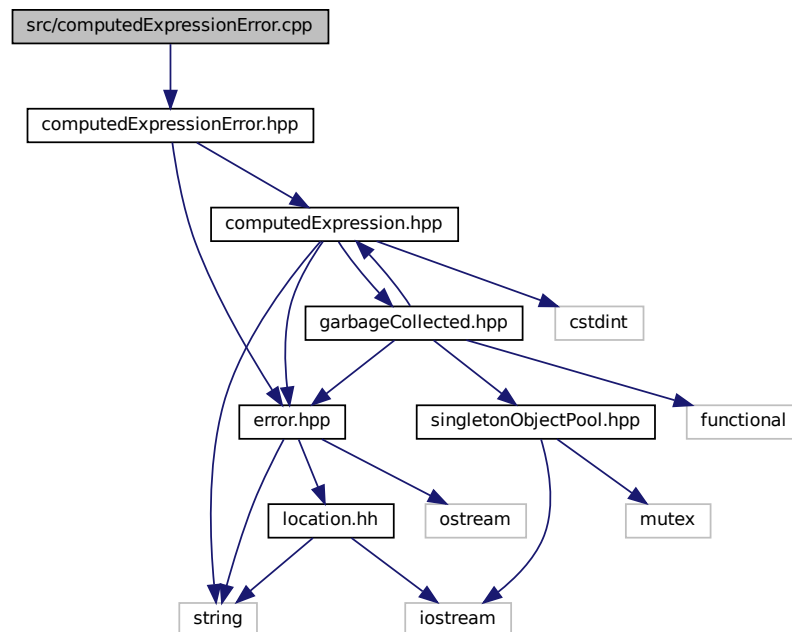 src/computedExpressionError.cpp
computedExpressionError.hpp
computedExpression.hpp
garbageCollected.hpp
cstdint
error.hpp
singletonObjectPool.hpp
functional
location.hh
ostream
mutex
string
iostream